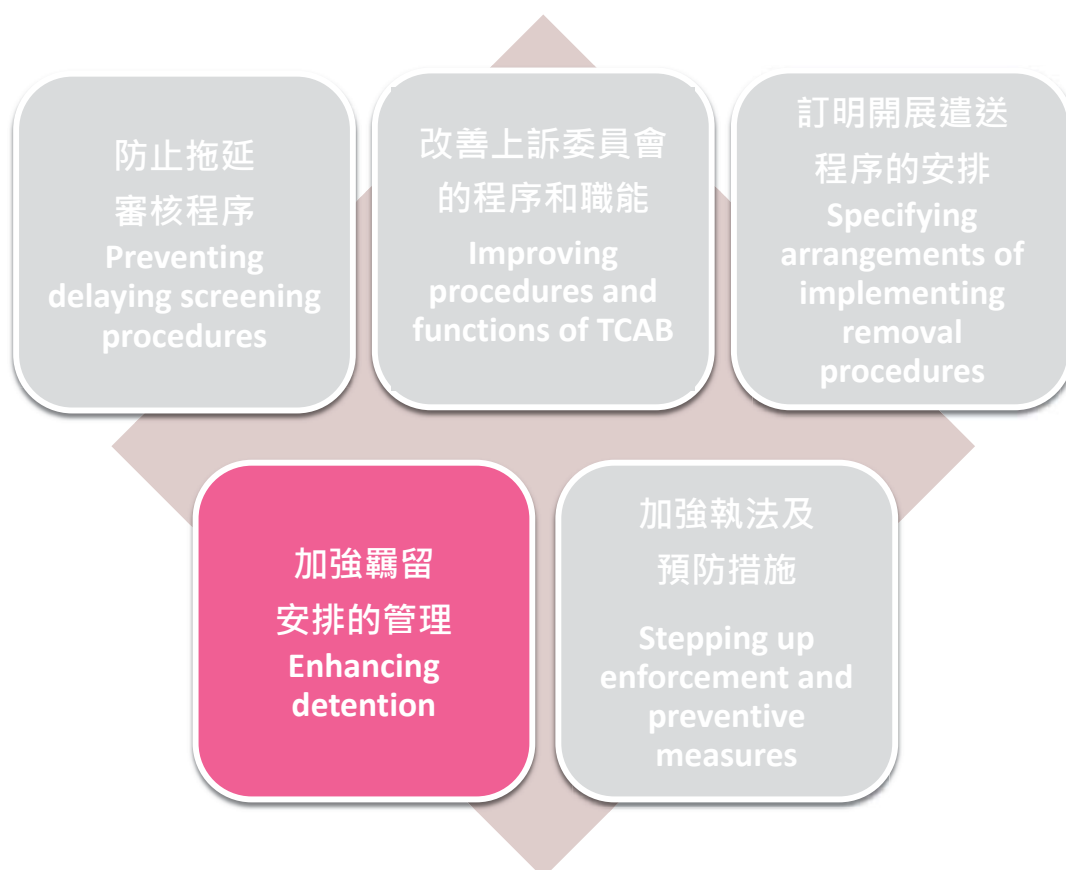 防止拖延
審核程序
Preventing
delaying screening
procedures
改善上訴委員會
的程序和職能
Improving
procedures and
functions of TCAB
訂明開展遣送
程序的安排
Specifying
arrangements of
implementing
removal
procedures
加強羈留
安排的管理
Enhancing
detention
加強執法及
預防措施
Stepping up
enforcement and
preventive
measures